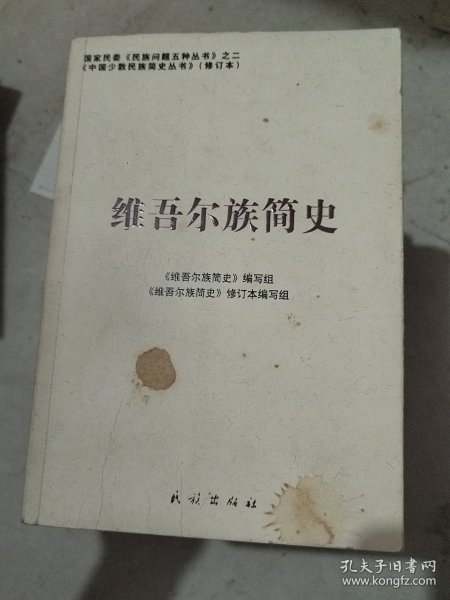 国家民委《民族问题五种丛书》之二
《中国少数民族简史丛书》(修订本)
维吾尔族简史
《维吾尔族简史》编写组
《维吾尔族简史》修订本编写组
民族出版社
孔夫子旧书网
www.kongfz.com